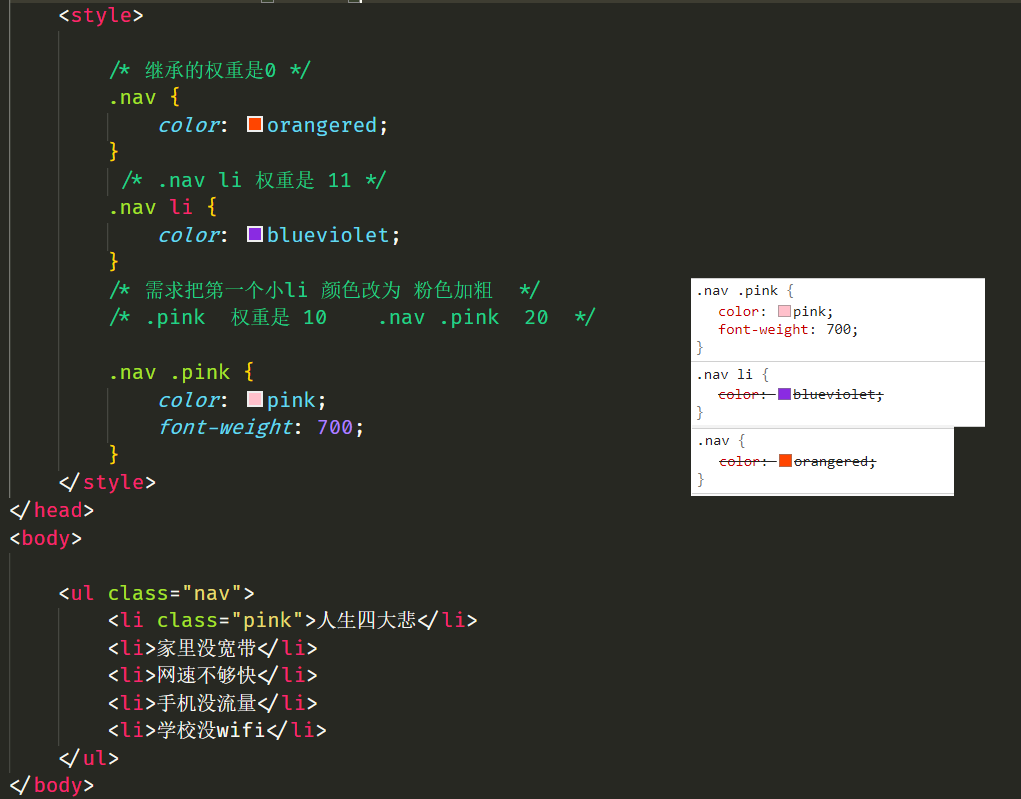 <style>
/* 继承的权重是0 */
.nav {
color: orangered;
}
/* .nav li 权重是 11 */
.nav li {
color: blueviolet;
}
/* 需求把第一个小li 颜色改为 粉色加粗 */
/* .pink 权重是 10 .nav .pink 20 */
.nav .pink {
color: pink;
font-weight: 700;
}
</style>
</head>
<body>
<ul class="nav">
<li class="pink">人生四大悲</li>
<li>家里没宽带</li>
<li>网速不够快</li>
<li>手机没流量</li>
<li>学校没wifi</li>
</ul>
</body>
.nav .pink {
color: pink;
font-weight: 700;
}
.nav li {
color: blueviolet;
}
.nav {
color: orangered;
}